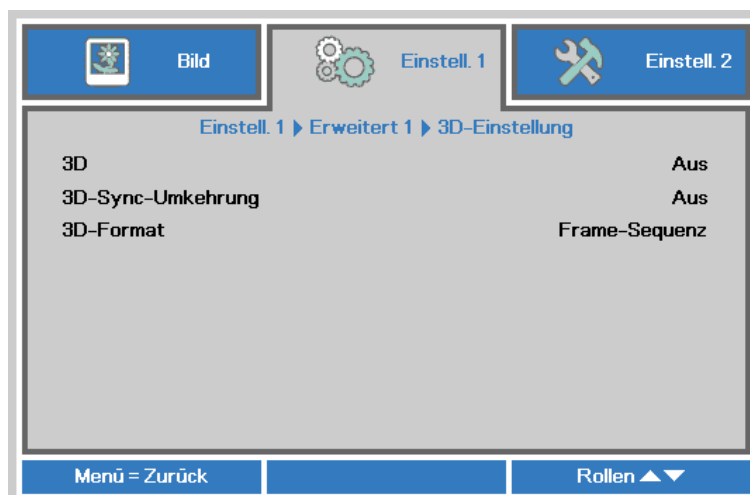 Bild
Einstell. 1
Einstell. 2
Einstell. 1 ▶ Erweitert 1 ▶ 3D-Einstellung
3D Aus
3D-Sync-Umkehrung Aus
3D-Format Frame-Sequenz
Menü = Zurück
Rollen ▲▼